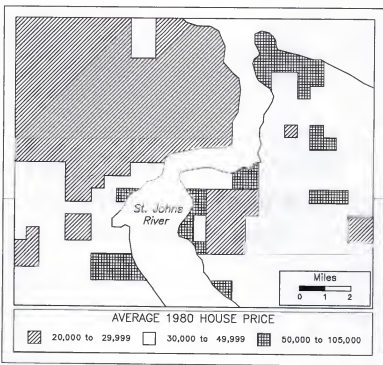 St. Johns
River
Miles
0 1 2
AVERAGE 1980 HOUSE PRICE
20,000 to 29,999 30,000 to 49,999 50,000 to 105,000